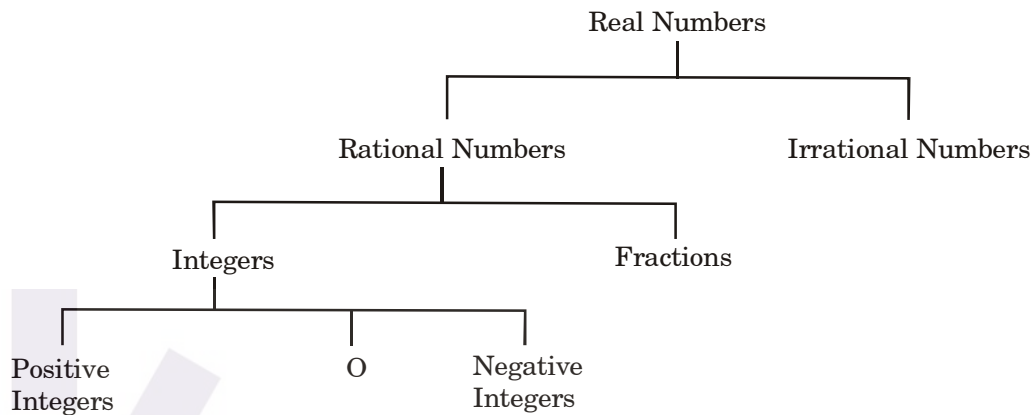 Real Numbers
Rational Numbers
Irrational Numbers
Integers
Fractions
Positive
Integers
O
Negative
Integers